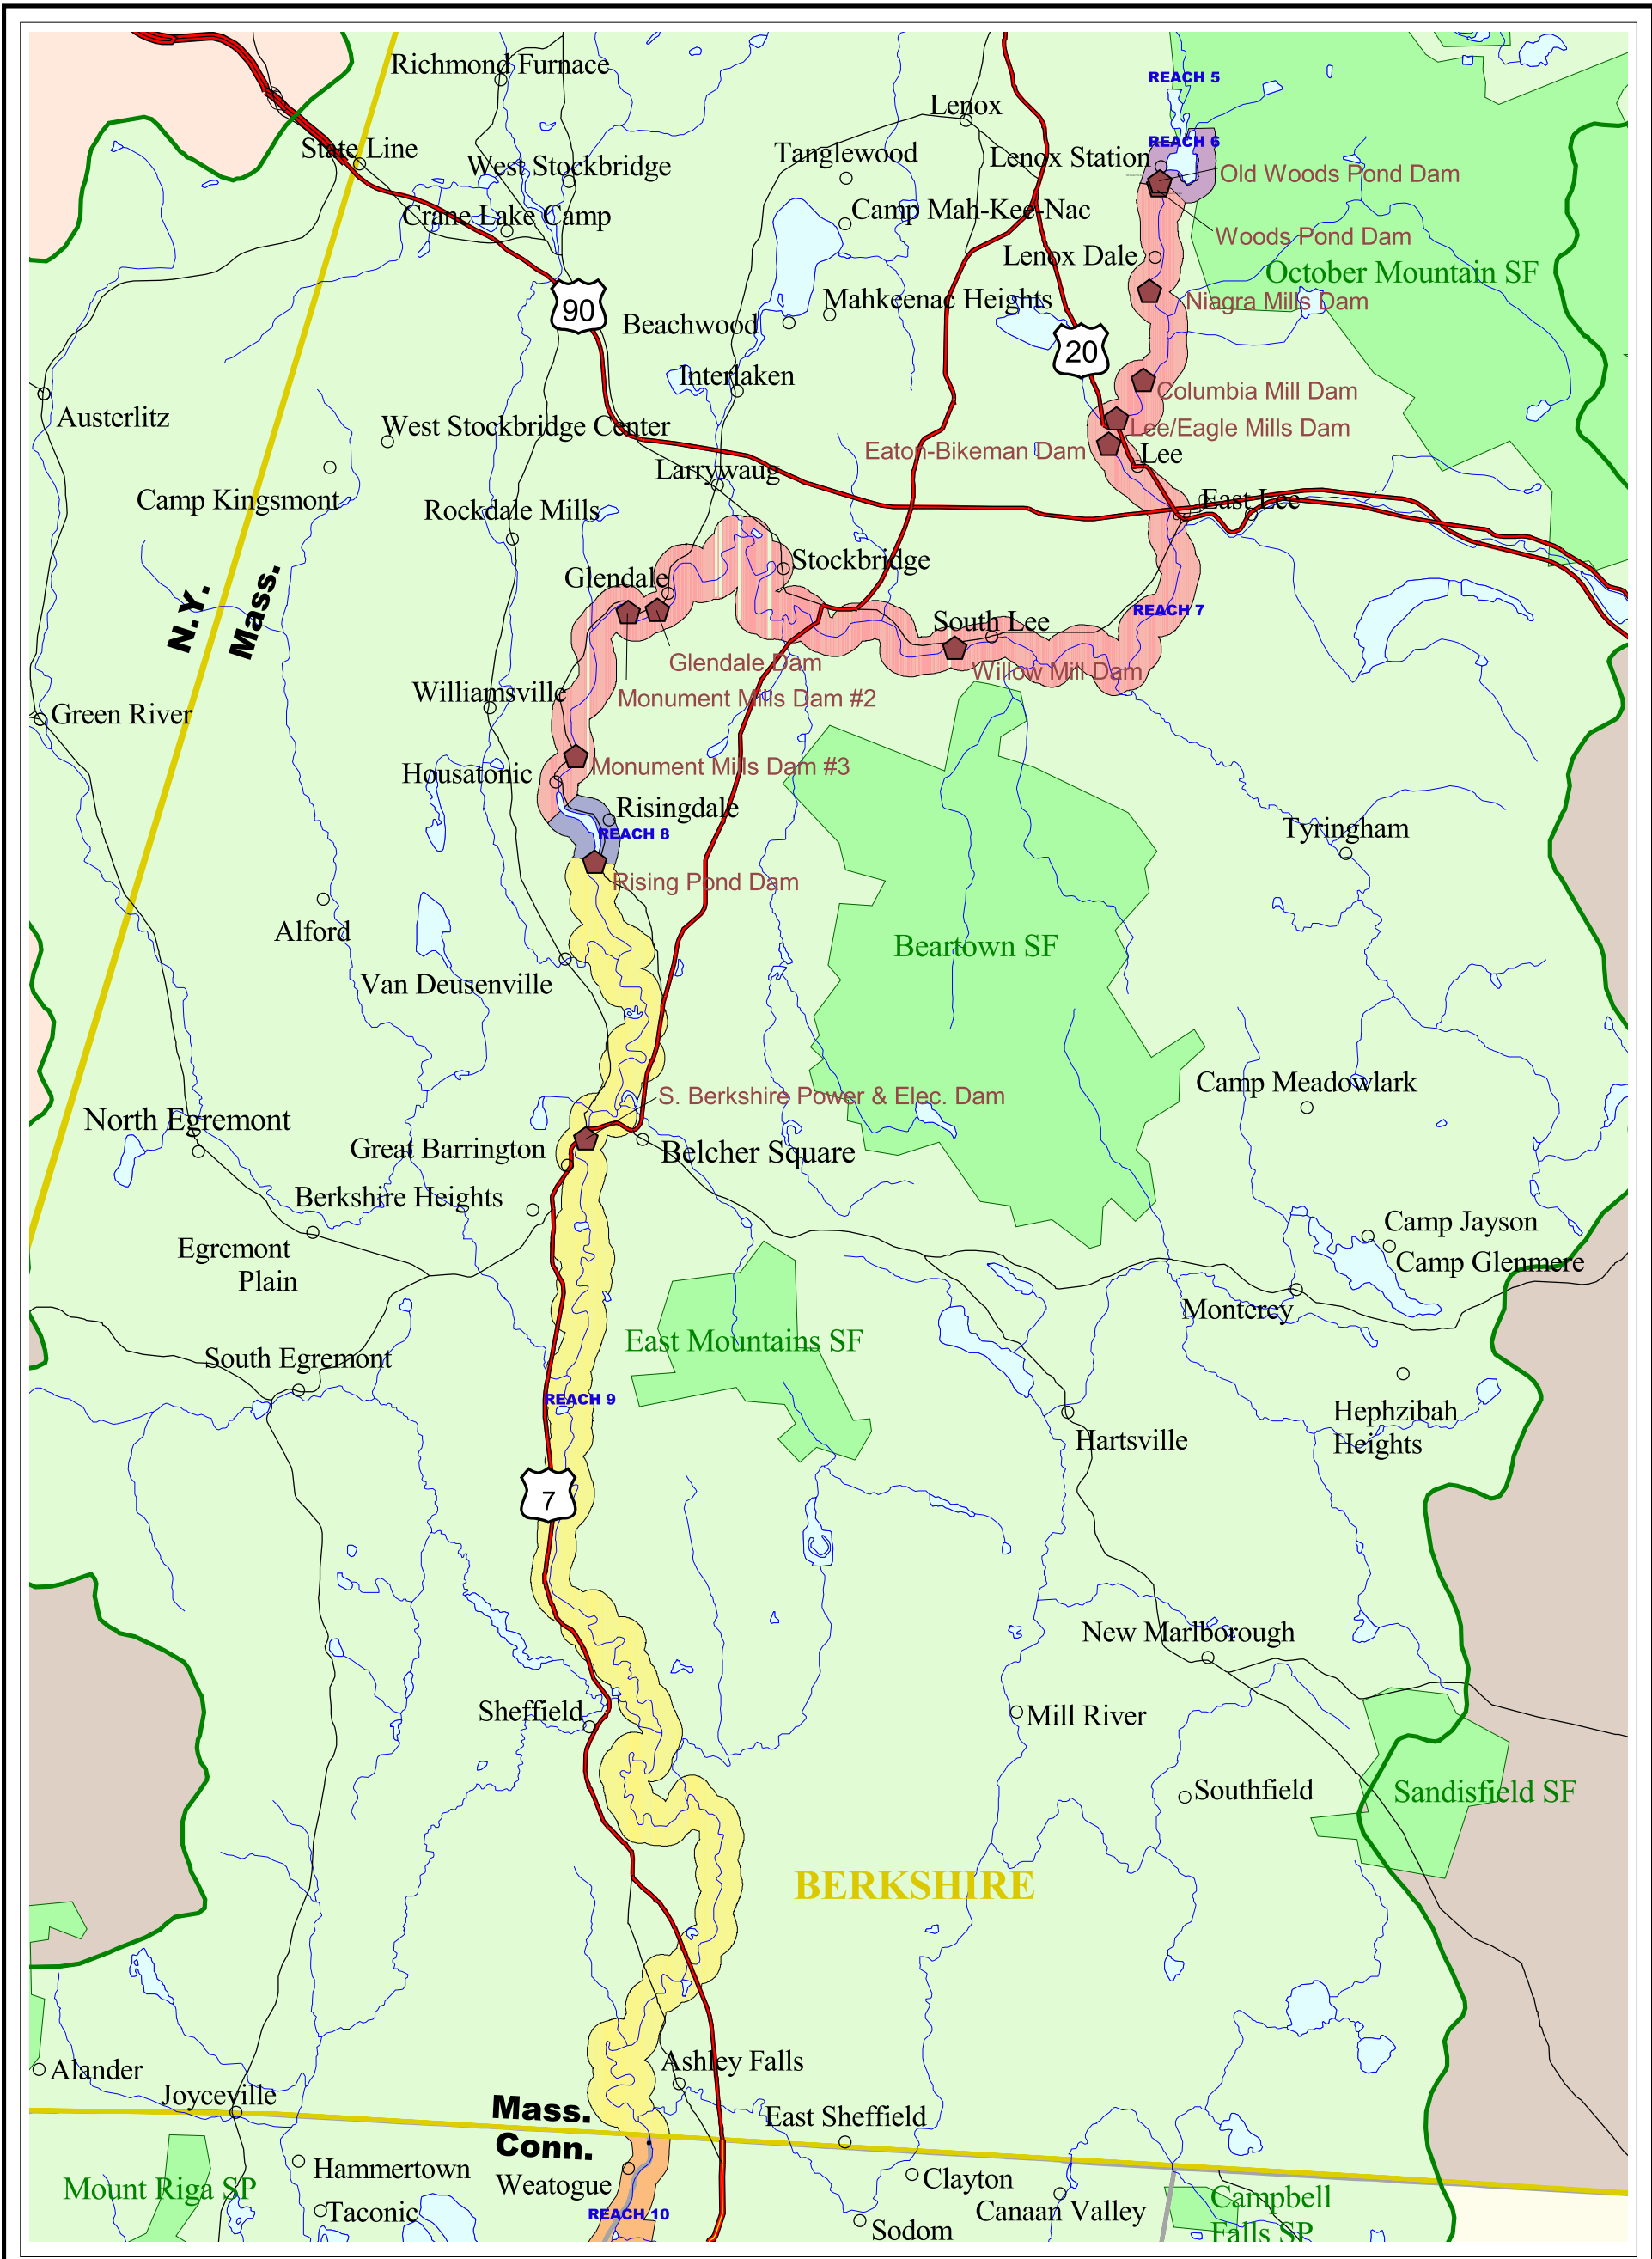 Richmond Furnace
REACH 5
Lenox
REACH 6
State Line
West Stockbridge
Tanglewood
Lenox Station
Old Woods Pond Dam
Crane Lake Camp
Camp Mah-Kee-Nac
Woods Pond Dam
Lenox Dale
October Mountain SF
90
Mahkeenac Heights
Niagra Mills Dam
Beachwood
20
Interlaken
Columbia Mill Dam
Austerlitz
West Stockbridge Center
Lee/Eagle Mills Dam
Eaton-Bikeman Dam
Lee
Larrywaug
Camp Kingsmont
East Lee
Rockdale Mills
Stockbridge
Glendale
REACH 7
N.Y.
Mass.
South Lee
Glendale Dam
Willow Mill Dam
Williamsville
Monument Mills Dam #2
Green River
Housatonic
Monument Mills Dam #3
Risingdale
REACH 8
Tyringham
Rising Pond Dam
Alford
Beartown SF
Van Deusenville
Camp Meadowlark
S. Berkshire Power & Elec. Dam
North Egremont
Great Barrington
Belcher Square
Berkshire Heights
Camp Jayson
Egremont
Plain
Camp Glenmere
Monterey
East Mountains SF
South Egremont
REACH 9
Hephzibah
Heights
Hartsville
7
New Marlborough
Sheffield
Mill River
Southfield
Sandisfield SF
BERKSHIRE
Alander
Ashley Falls
Joyceville
Mass.
East Sheffield
Conn.
Hammertown
Weatogue
Clayton
Mount Riga SP
Canaan Valley
Campbell
Falls SP
Taconic
REACH 10
Sodom